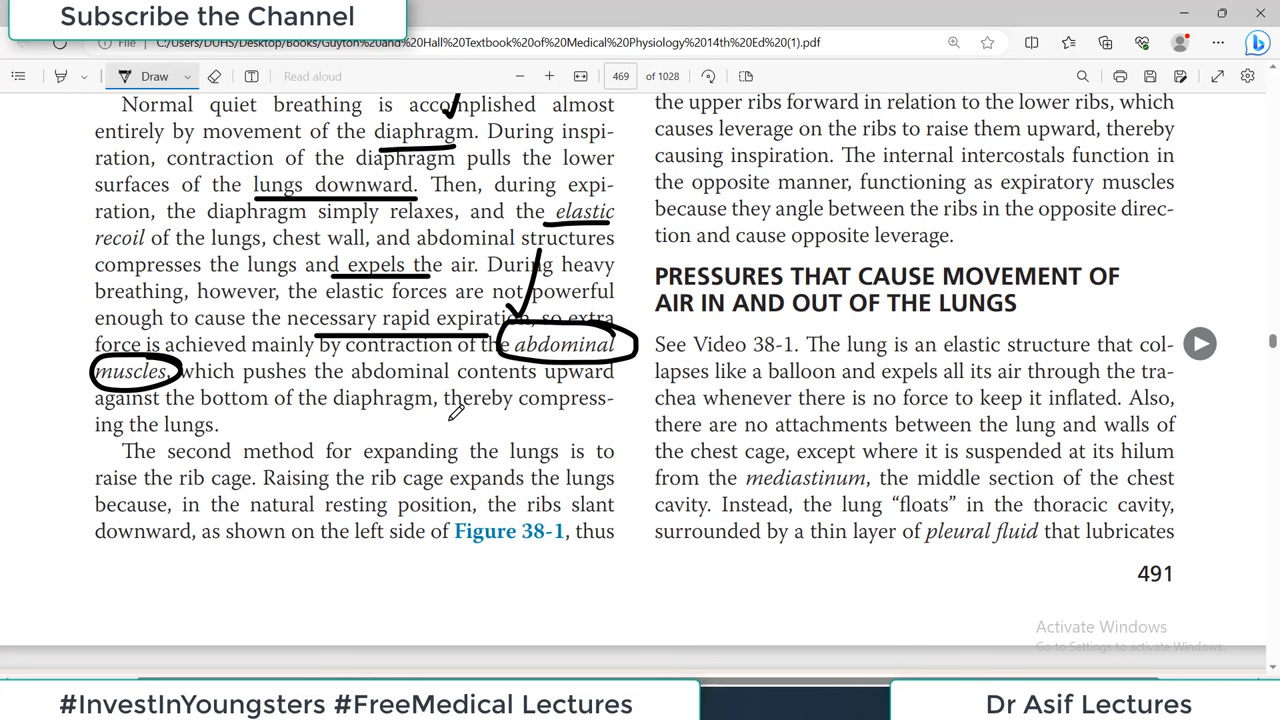 Subscribe the Channel
File
C:/Users/DUHS/Desktop/Books/Guyton%20and%20Hall%20Textbook%20of%20Medical%20Physiology%2014th%20Ed%20(1).pdf
Draw
Read aloud
469 of 1028
Normal quiet breathing is accomplished almost
entirely by movement of the diaphragm. During inspi-
ration, contraction of the diaphragm pulls the lower
surfaces of the lungs downward. Then, during expi-
ration, the diaphragm simply relaxes, and the elastic
recoil of the lungs, chest wall, and abdominal structures
compresses the lungs and expels the air. During heavy
breathing, however, the elastic forces are not powerful
enough to cause the necessary rapid expiration, so extra
force is achieved mainly by contraction of the abdominal
muscles, which pushes the abdominal contents upward
against the bottom of the diaphragm, thereby compress-
ing the lungs.
The second method for expanding the lungs is to
raise the rib cage. Raising the rib cage expands the lungs
because, in the natural resting position, the ribs slant
downward, as shown on the left side of Figure 38-1, thus
the upper ribs forward in relation to the lower ribs, which
causes leverage on the ribs to raise them upward, thereby
causing inspiration. The internal intercostals function in
the opposite manner, functioning as expiratory muscles
because they angle between the ribs in the opposite direc-
tion and cause opposite leverage.
PRESSURES THAT CAUSE MOVEMENT OF
AIR IN AND OUT OF THE LUNGS
See Video 38-1. The lung is an elastic structure that col-
lapses like a balloon and expels all its air through the tra-
chea whenever there is no force to keep it inflated. Also,
there are no attachments between the lung and walls of
the chest cage, except where it is suspended at its hilum
from the mediastinum, the middle section of the chest
cavity. Instead, the lung “floats” in the thoracic cavity,
surrounded by a thin layer of pleural fluid that lubricates
491
Activate Windows
Go to Settings to activate Windows.
#InvestInYoungsters #FreeMedical Lectures
Dr Asif Lectures